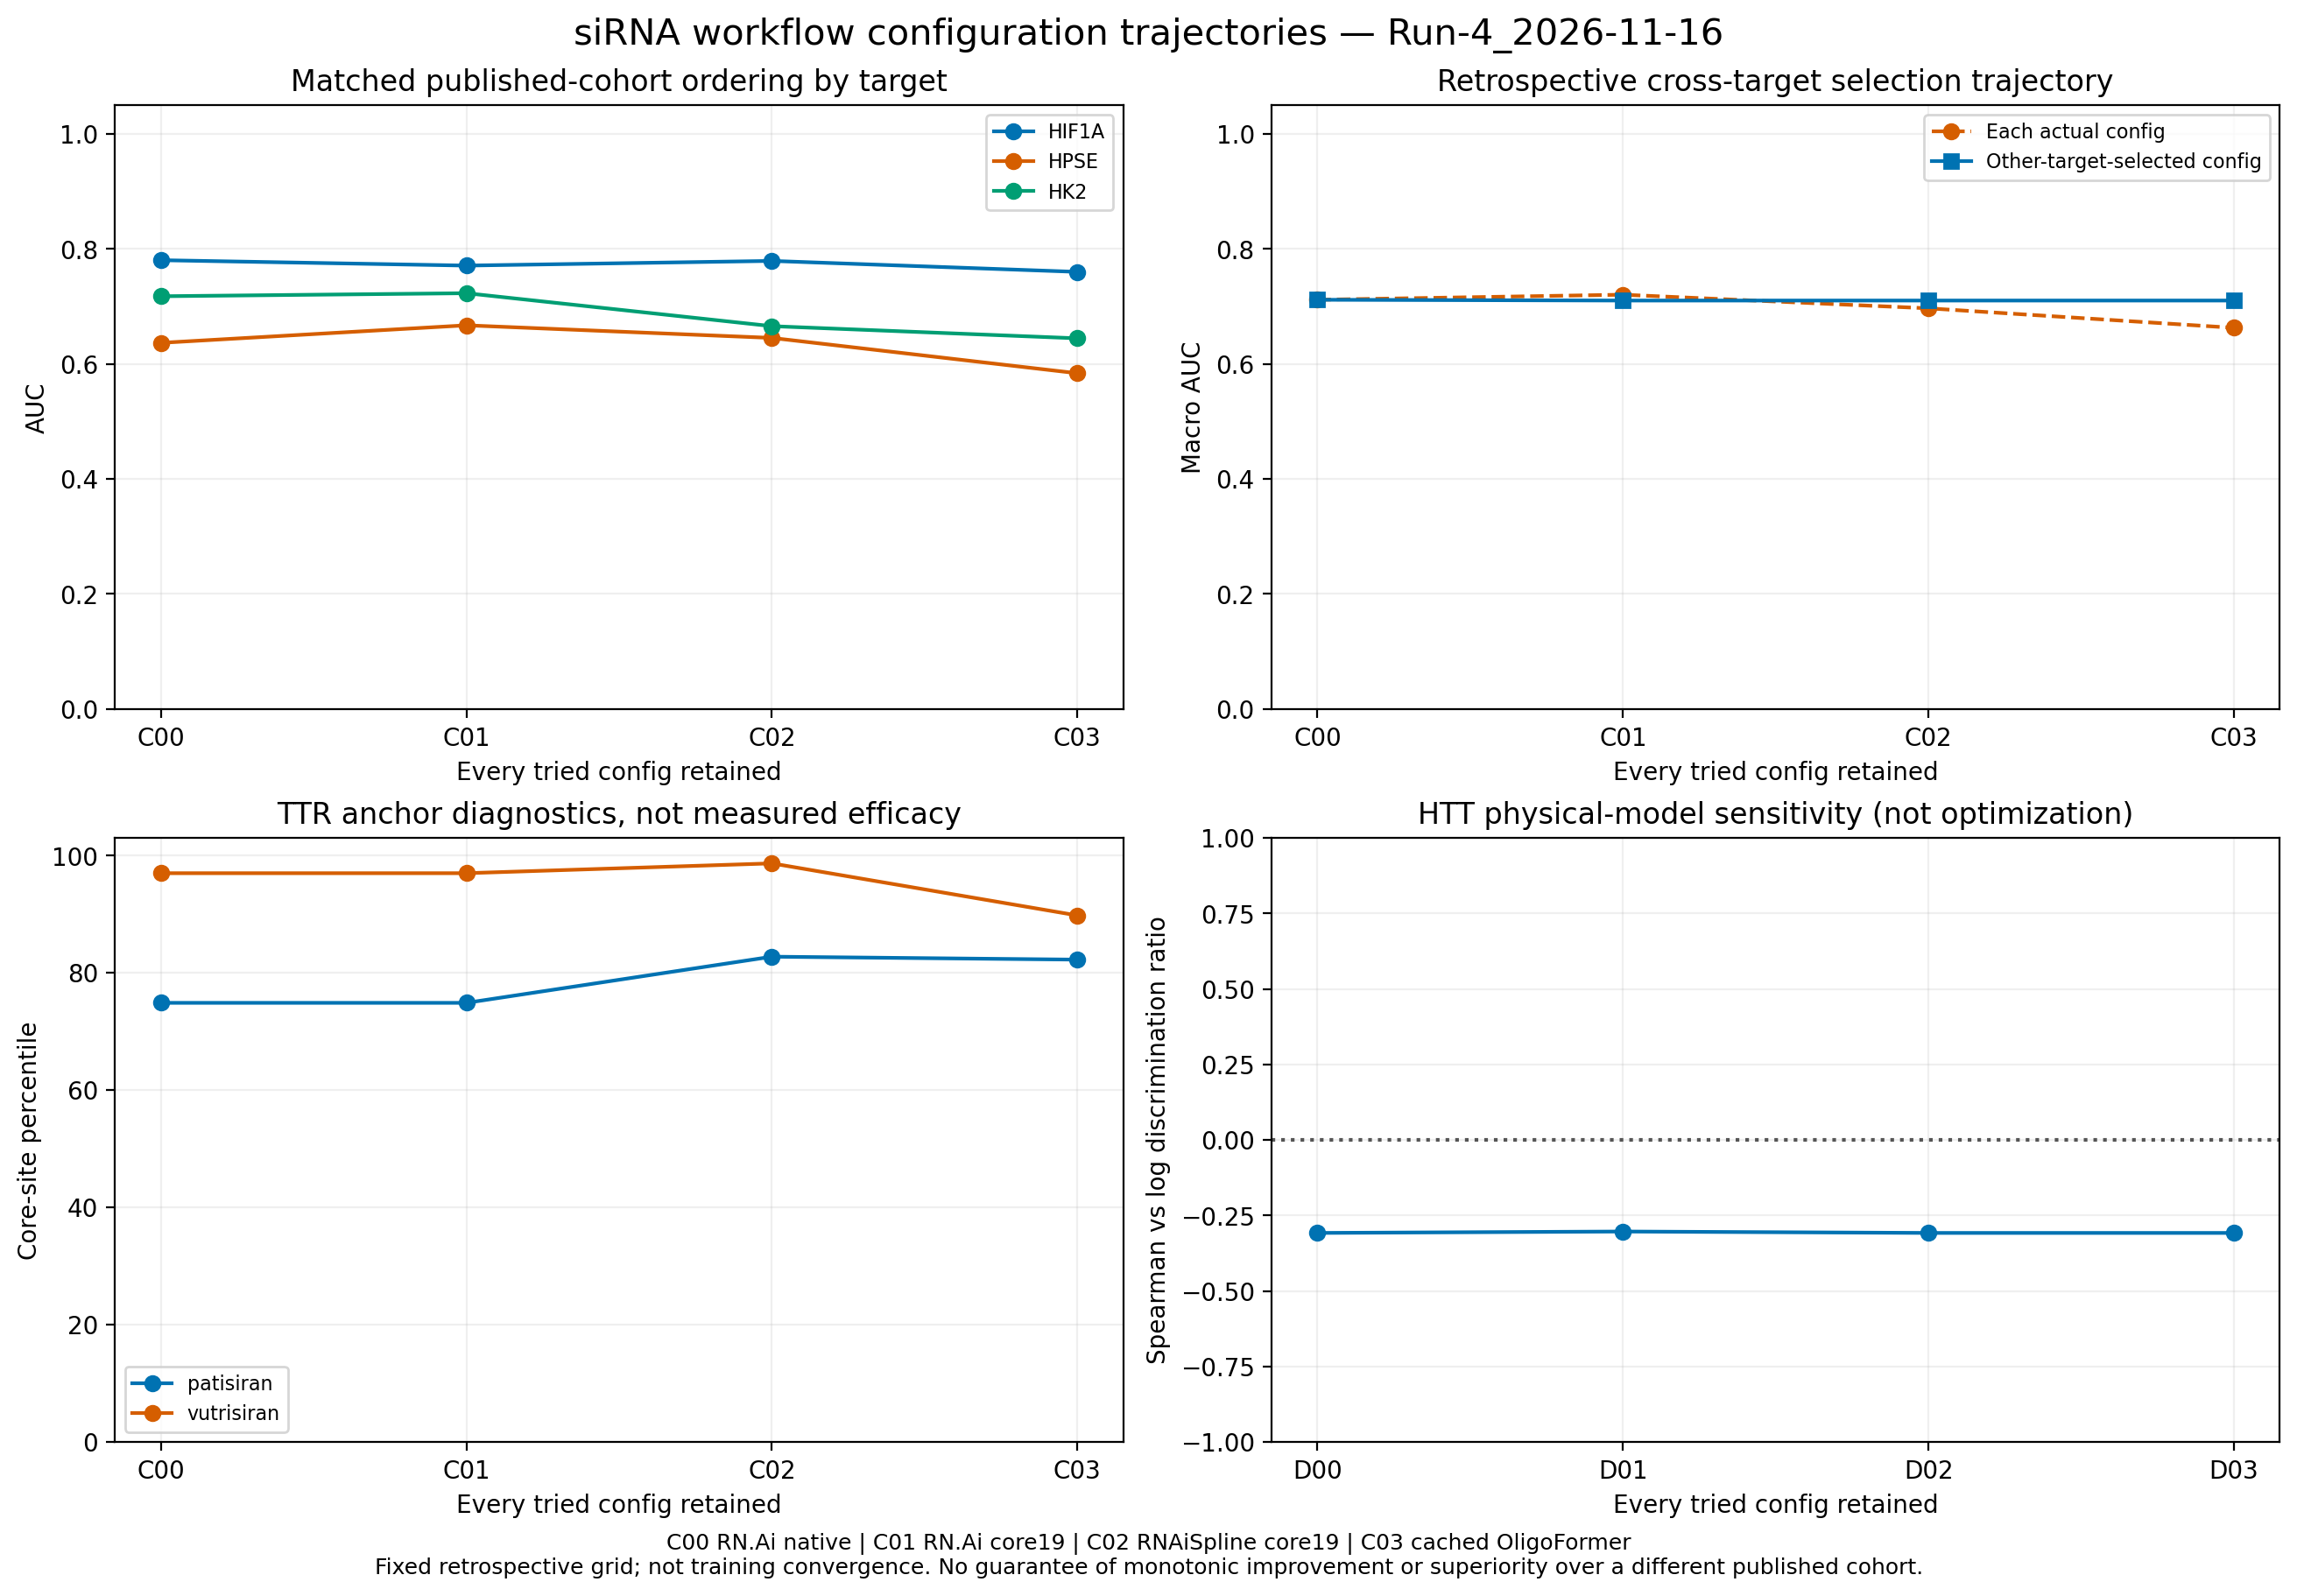 siRNA workflow configuration trajectories — Run-4_2026-11-16
Matched published-cohort ordering by target
1.0
0.8
0.6
0.4
0.2
0.0
AUC
HIF1A
HPSE
HK2
C00
C01
C02
C03
Every tried config retained
Retrospective cross-target selection trajectory
1.0
0.8
0.6
0.4
0.2
0.0
Macro AUC
Each actual config
Other-target-selected config
C00
C01
C02
C03
Every tried config retained
TTR anchor diagnostics, not measured efficacy
100
80
60
40
20
0
Core-site percentile
patisiran
vutrisiran
C00
C01
C02
C03
Every tried config retained
HTT physical-model sensitivity (not optimization)
1.00
0.75
0.50
0.25
0.00
−0.25
−0.50
−0.75
−1.00
Spearman vs log discrimination ratio
D00
D01
D02
D03
Every tried config retained
C00 RN.Ai native | C01 RN.Ai core19 | C02 RNAiSpline core19 | C03 cached OligoFormer
Fixed retrospective grid; not training convergence. No guarantee of monotonic improvement or superiority over a different published cohort.